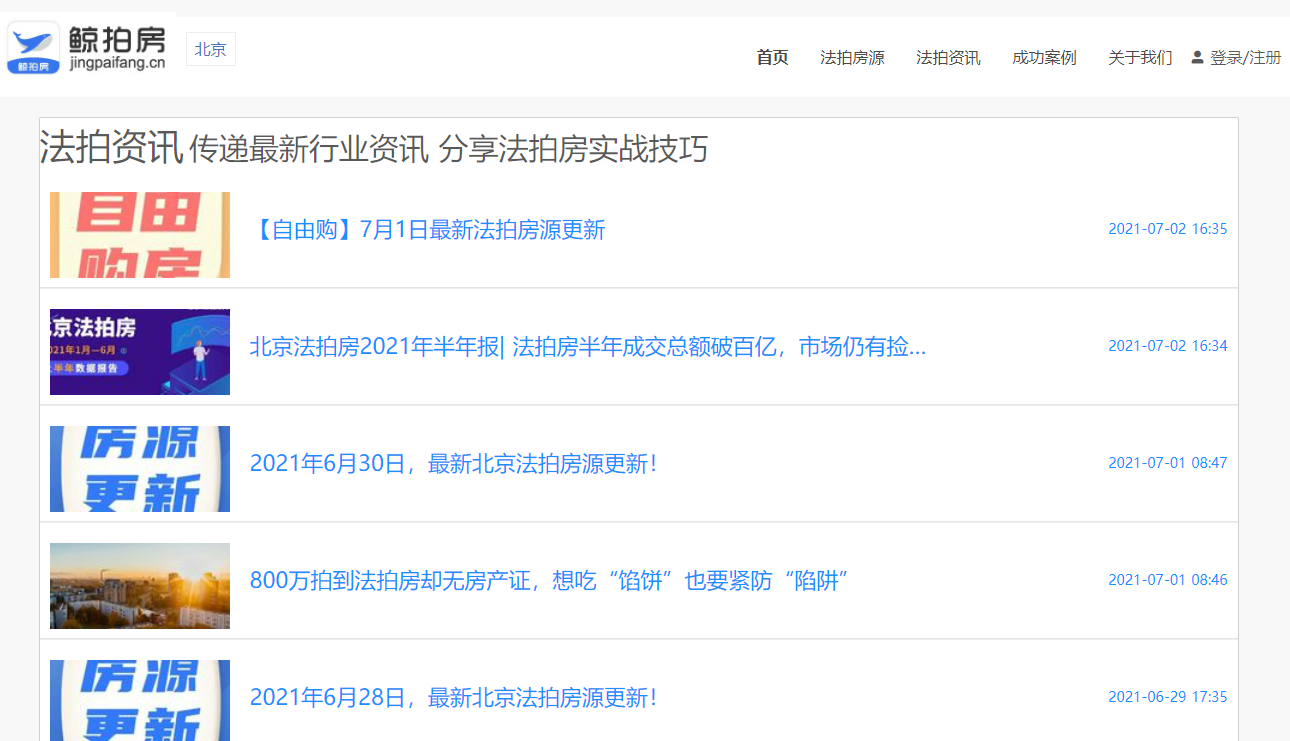 鲸拍房
鲸拍房
jingpaifang.cn
北京
首页 法拍房源 法拍资讯 成功案例 关于我们 登录/注册
法拍资讯 传递最新行业资讯 分享法拍房实战技巧
自由
购房
【自由购】7月1日最新法拍房源更新
2021-07-02 16:35
京法拍房
021年1月—6月
半年数据报告
北京法拍房2021年半年报| 法拍房半年成交总额破百亿，市场仍有捡...
2021-07-02 16:34
房源
更新
2021年6月30日，最新北京法拍房源更新！
2021-07-01 08:47
800万拍到法拍房却无房产证，想吃“馅饼”也要紧防“陷阱”
2021-07-01 08:46
房源
更新
2021年6月28日，最新北京法拍房源更新！
2021-06-29 17:35